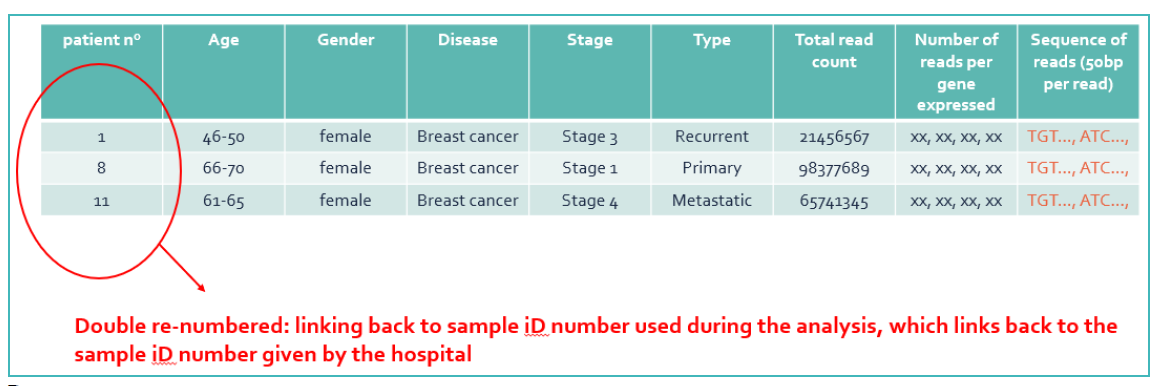 patient nº Age Gender Disease Stage Type Total read count Number of reads per gene expressed Sequence of reads (50bp per read)
1 46-50 female Breast cancer Stage 3 Recurrent 21456567 xx, xx, xx, xx TGT..., ATC...,
8 66-70 female Breast cancer Stage 1 Primary 98377689 xx, xx, xx, xx TGT..., ATC...,
11 61-65 female Breast cancer Stage 4 Metastatic 65741345 xx, xx, xx, xx TGT..., ATC...,
Double re-numbered: linking back to sample iD number used during the analysis, which links back to the
sample iD number given by the hospital